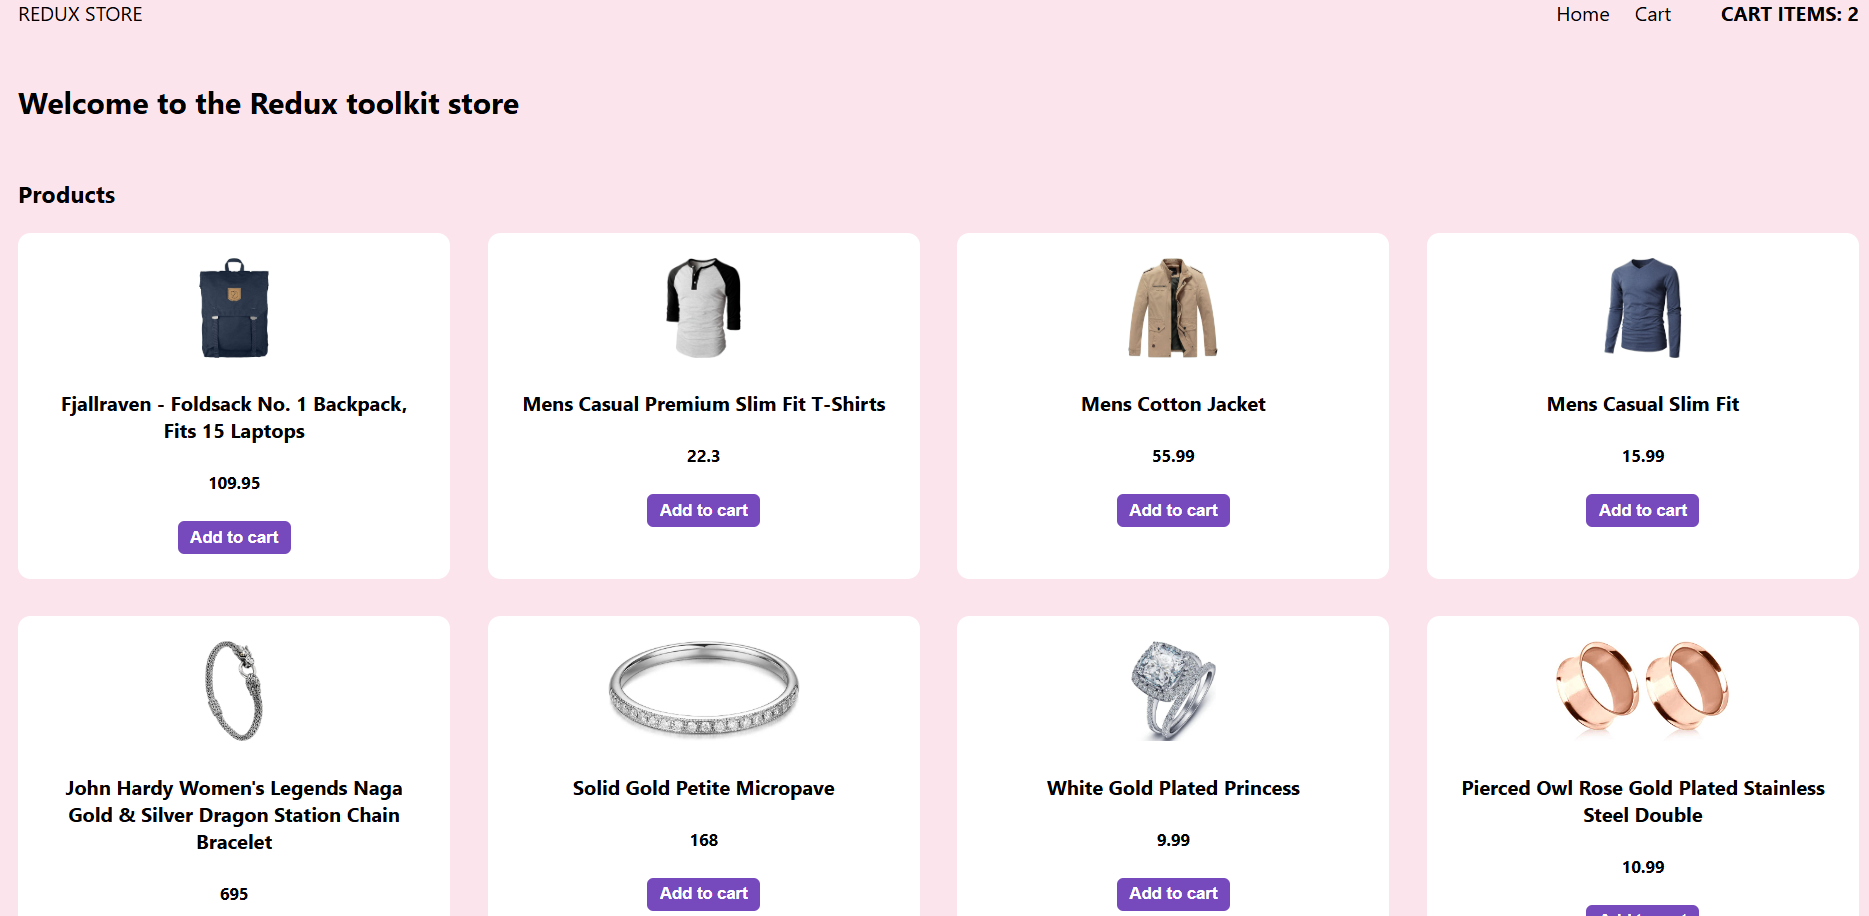 REDUX STORE
Home Cart CART ITEMS: 2
Welcome to the Redux toolkit store
Products
Fjallraven - Foldsack No. 1 Backpack,
Fits 15 Laptops
109.95
Add to cart
Mens Casual Premium Slim Fit T-Shirts
22.3
Add to cart
Mens Cotton Jacket
55.99
Add to cart
Mens Casual Slim Fit
15.99
Add to cart
John Hardy Women's Legends Naga
Gold & Silver Dragon Station Chain
Bracelet
695
Solid Gold Petite Micropave
168
Add to cart
White Gold Plated Princess
9.99
Add to cart
Pierced Owl Rose Gold Plated Stainless
Steel Double
10.99
Add to cart